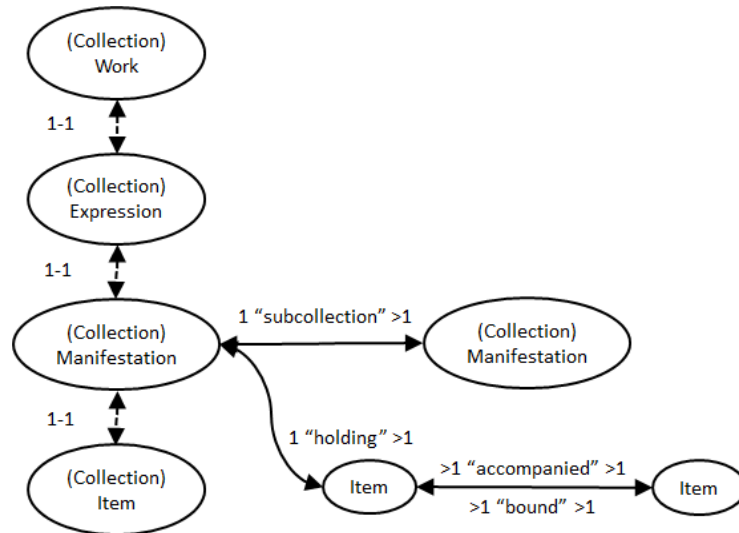 (Collection)
Work
1-1
(Collection)
Expression
1-1
1 “subcollection” >1
(Collection)
Manifestation
(Collection)
Manifestation
1-1
1 “holding” >1
(Collection)
Item
Item
>1 “accompanied” >1
>1 “bound” >1
Item